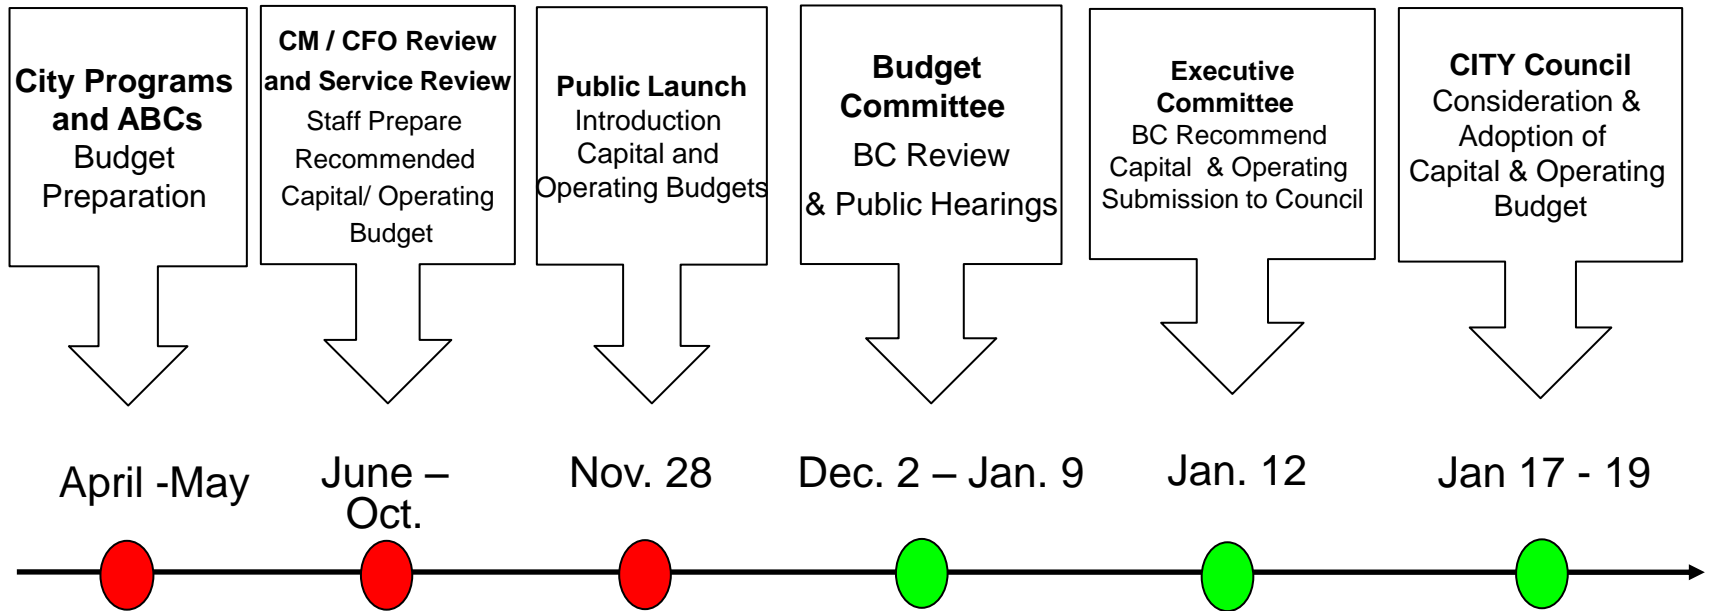 City Programs
and ABCs
Budget
Preparation
CM / CFO Review
and Service Review
Staff Prepare
Recommended
Capital/ Operating
Budget
Public Launch
Introduction
Capital and
Operating Budgets
Budget
Committee
BC Review
& Public Hearings
Executive
Committee
BC Recommend
Capital & Operating
Submission to Council
CITY Council
Consideration &
Adoption of
Capital & Operating
Budget
April -May
June –
Oct.
Nov. 28
Dec. 2 – Jan. 9
Jan. 12
Jan 17 - 19